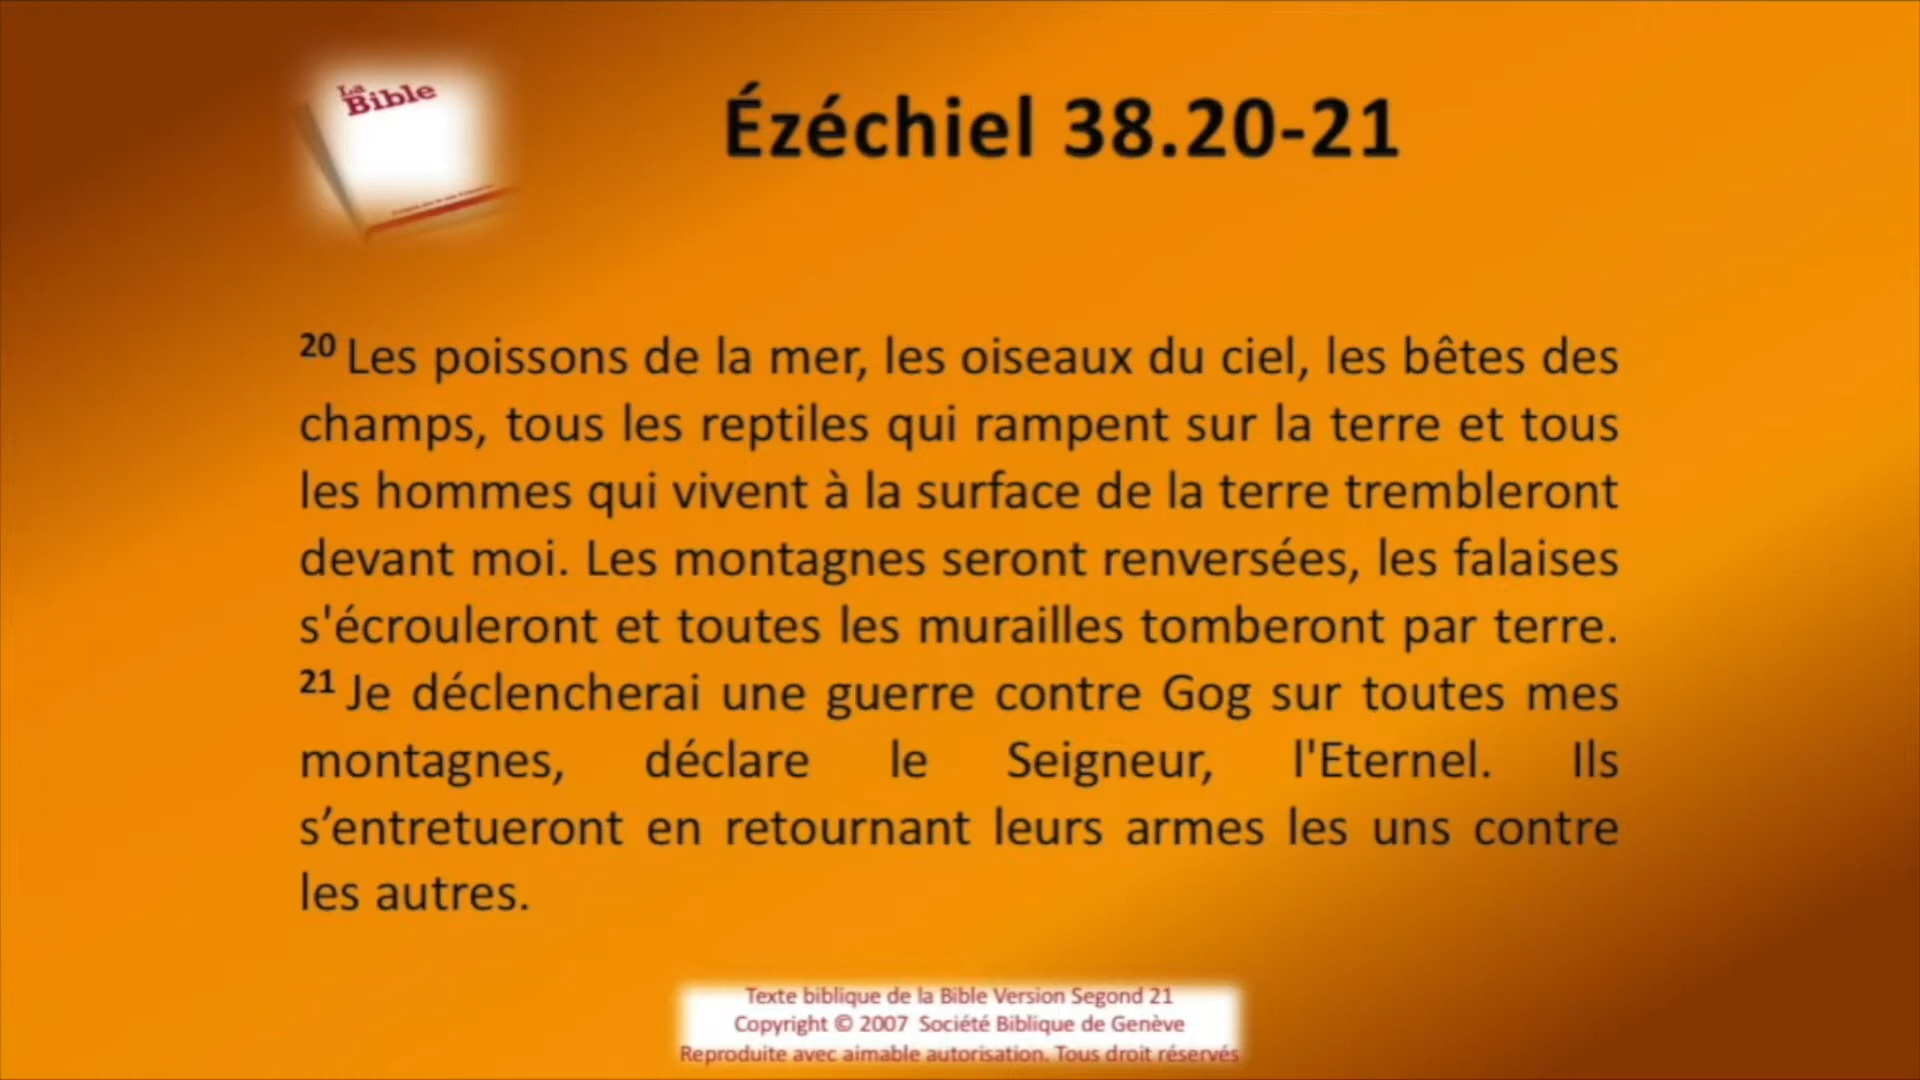 La
Bible
Ézéchiel 38.20-21
20 Les poissons de la mer, les oiseaux du ciel, les bêtes des
champs, tous les reptiles qui rampent sur la terre et tous
les hommes qui vivent à la surface de la terre trembleront
devant moi. Les montagnes seront renversées, les falaises
s'écrouleront et toutes les murailles tomberont par terre.
21 Je déclencherai une guerre contre Gog sur toutes mes
montagnes, déclare le Seigneur, l'Eternel. Ils
s’entretueront en retournant leurs armes les uns contre
les autres.
Texte biblique de la Bible Version Segond 21
Copyright © 2007 Société Biblique de Genève
Reproduite avec aimable autorisation. Tous droit réservés